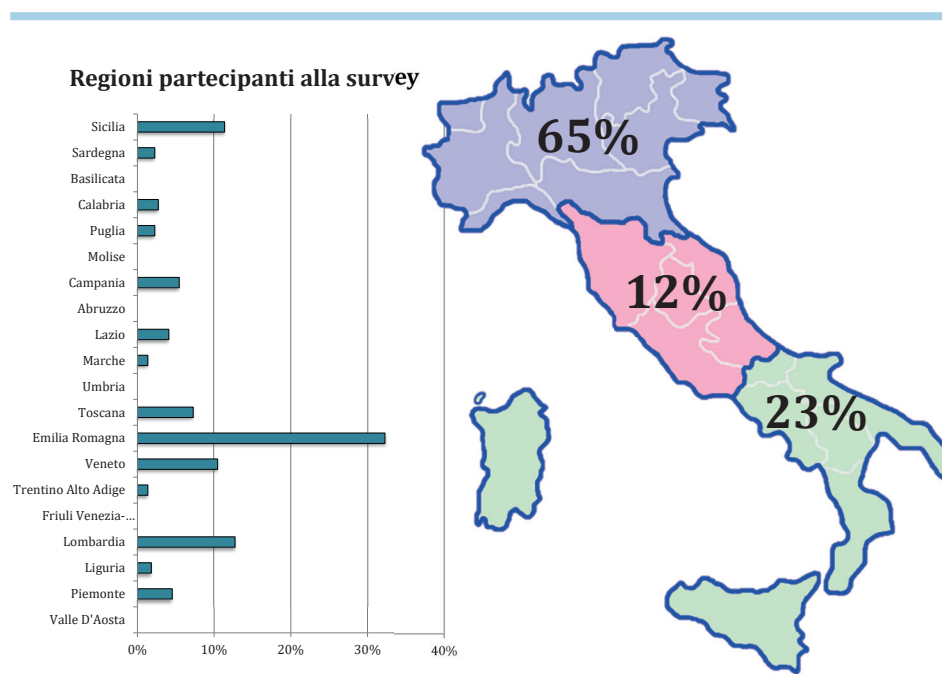 Regioni partecipanti alla survey
Sicilia
Sardegna
Basilicata
Calabria
Puglia
Molise
Campania
Abruzzo
Lazio
Marche
Umbria
Toscana
Emilia Romagna
Veneto
Trentino Alto Adige
Friuli Venezia-...
Lombardia
Liguria
Piemonte
Valle D'Aosta
0% 10% 20% 30% 40%
65%
12%
23%